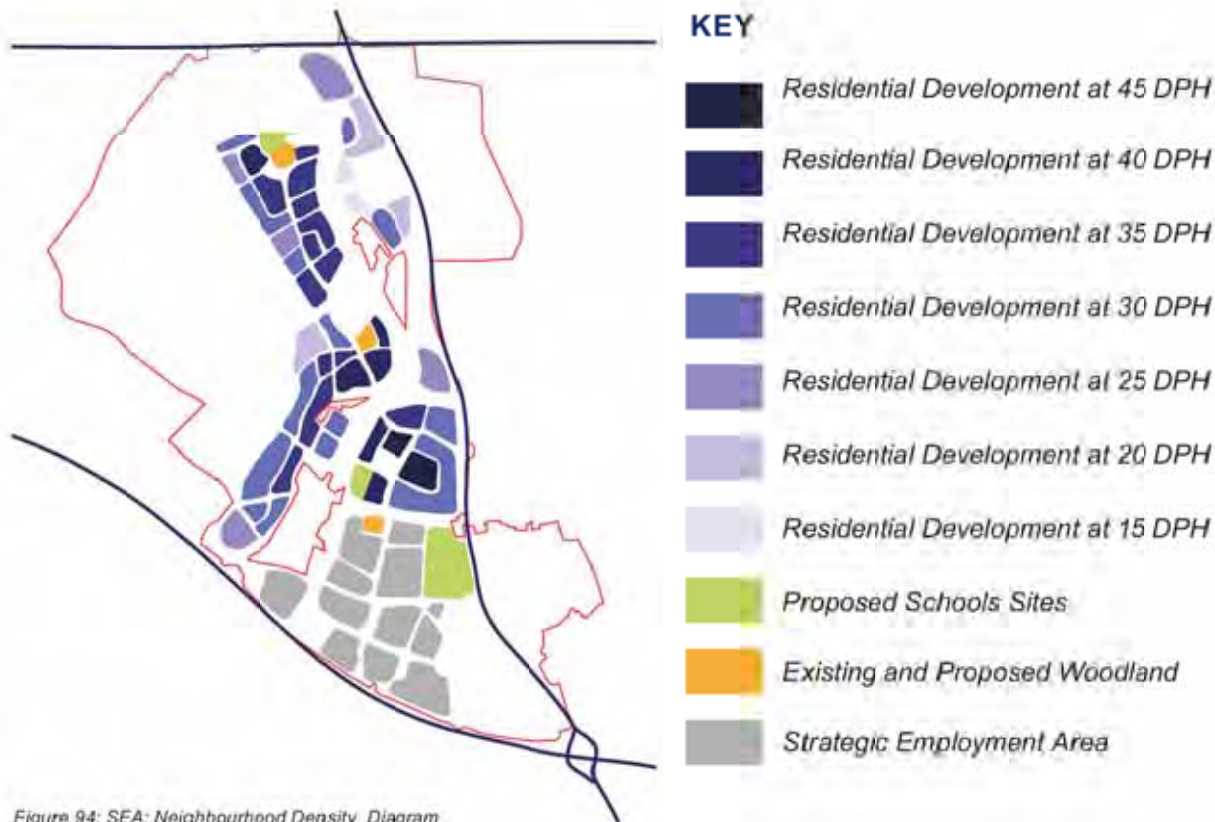 KEY
Residential Development at 45 DPH
Residential Development at 40 DPH
Residential Development at 35 DPH
Residential Development at 30 DPH
Residential Development at 25 DPH
Residential Development at 20 DPH
Residential Development at 15 DPH
Proposed Schools Sites
Existing and Proposed Woodland
Strategic Employment Area
Figure 94: SEA: Neighbourhood Density Diagram